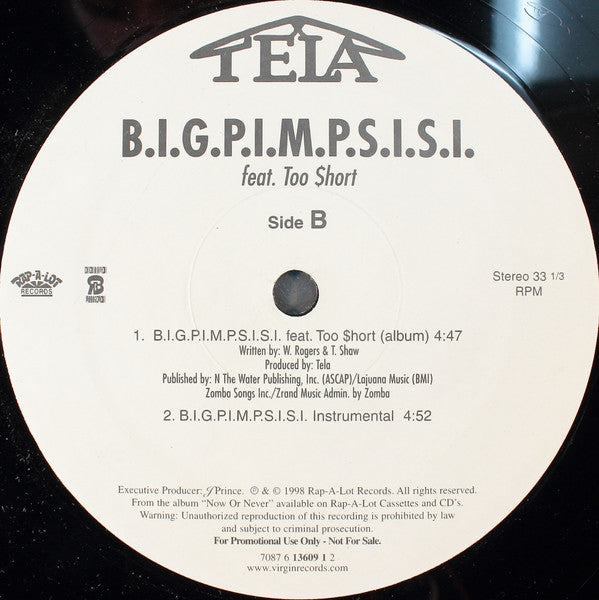 TELA
B.I.G.P.I.M.P.S.I.S.I.
feat. Too $hort
Side B
RAP-A-LOT
RECORDS
Stereo 33 1/3
RPM
1. B.I.G.P.I.M.P.S.I.S.I. feat. Too $hort (album) 4:47
Written by: W. Rogers & T. Shaw
Produced by: Tela
Published by: N The Water Publishing, Inc. (ASCAP)/Lajuana Music (BMI)
Zomba Songs Inc./Zrand Music Admin. by Zomba
2. B.I.G.P.I.M.P.S.I.S.I. Instrumental 4:52
Executive Producer: J Prince. ℗ & © 1998 Rap-A-Lot Records. All rights reserved.
From the album “Now Or Never” available on Rap-A-Lot Cassettes and CD’s.
Warning: Unauthorized reproduction of this recording is prohibited by law
and subject to criminal prosecution.
For Promotional Use Only - Not For Sale.
7087 6 13609 1 2
www.virginrecords.com